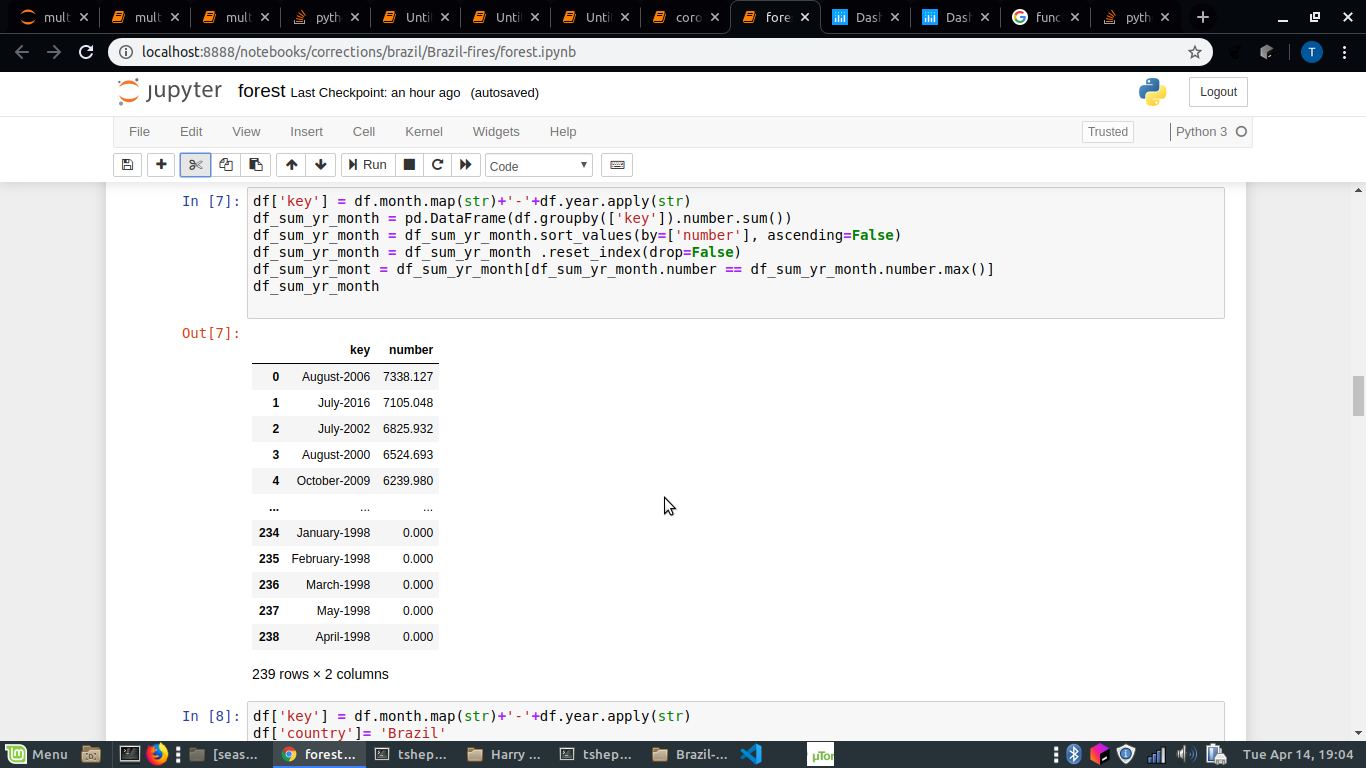 mult
mult
mult
pyth
Unti
Unti
Unti
coro
fore
Dash
Dash
func
pyth
localhost:8888/notebooks/corrections/brazil/Brazil-fires/forest.ipynb
T
jupyter forest Last Checkpoint: an hour ago (autosaved)
Logout
File Edit View Insert Cell Kernel Widgets Help
Trusted
Python 3
Run
Code
In [7]:
df['key'] = df.month.map(str)+'-'+df.year.apply(str)
df_sum_yr_month = pd.DataFrame(df.groupby(['key']).number.sum())
df_sum_yr_month = df_sum_yr_month.sort_values(by=['number'], ascending=False)
df_sum_yr_month = df_sum_yr_month .reset_index(drop=False)
df_sum_yr_mont = df_sum_yr_month[df_sum_yr_month.number == df_sum_yr_month.number.max()]
df_sum_yr_month
Out[7]:
key number
0 August-2006 7338.127
1 July-2016 7105.048
2 July-2002 6825.932
3 August-2000 6524.693
4 October-2009 6239.980
... ... ...
234 January-1998 0.000
235 February-1998 0.000
236 March-1998 0.000
237 May-1998 0.000
238 April-1998 0.000
239 rows × 2 columns
In [8]:
df['key'] = df.month.map(str)+'-'+df.year.apply(str)
df['country']= 'Brazil'
Menu
[seas...
forest...
tshep...
Harry ...
tshep...
Brazil-...
µTor
Tue Apr 14, 19:04